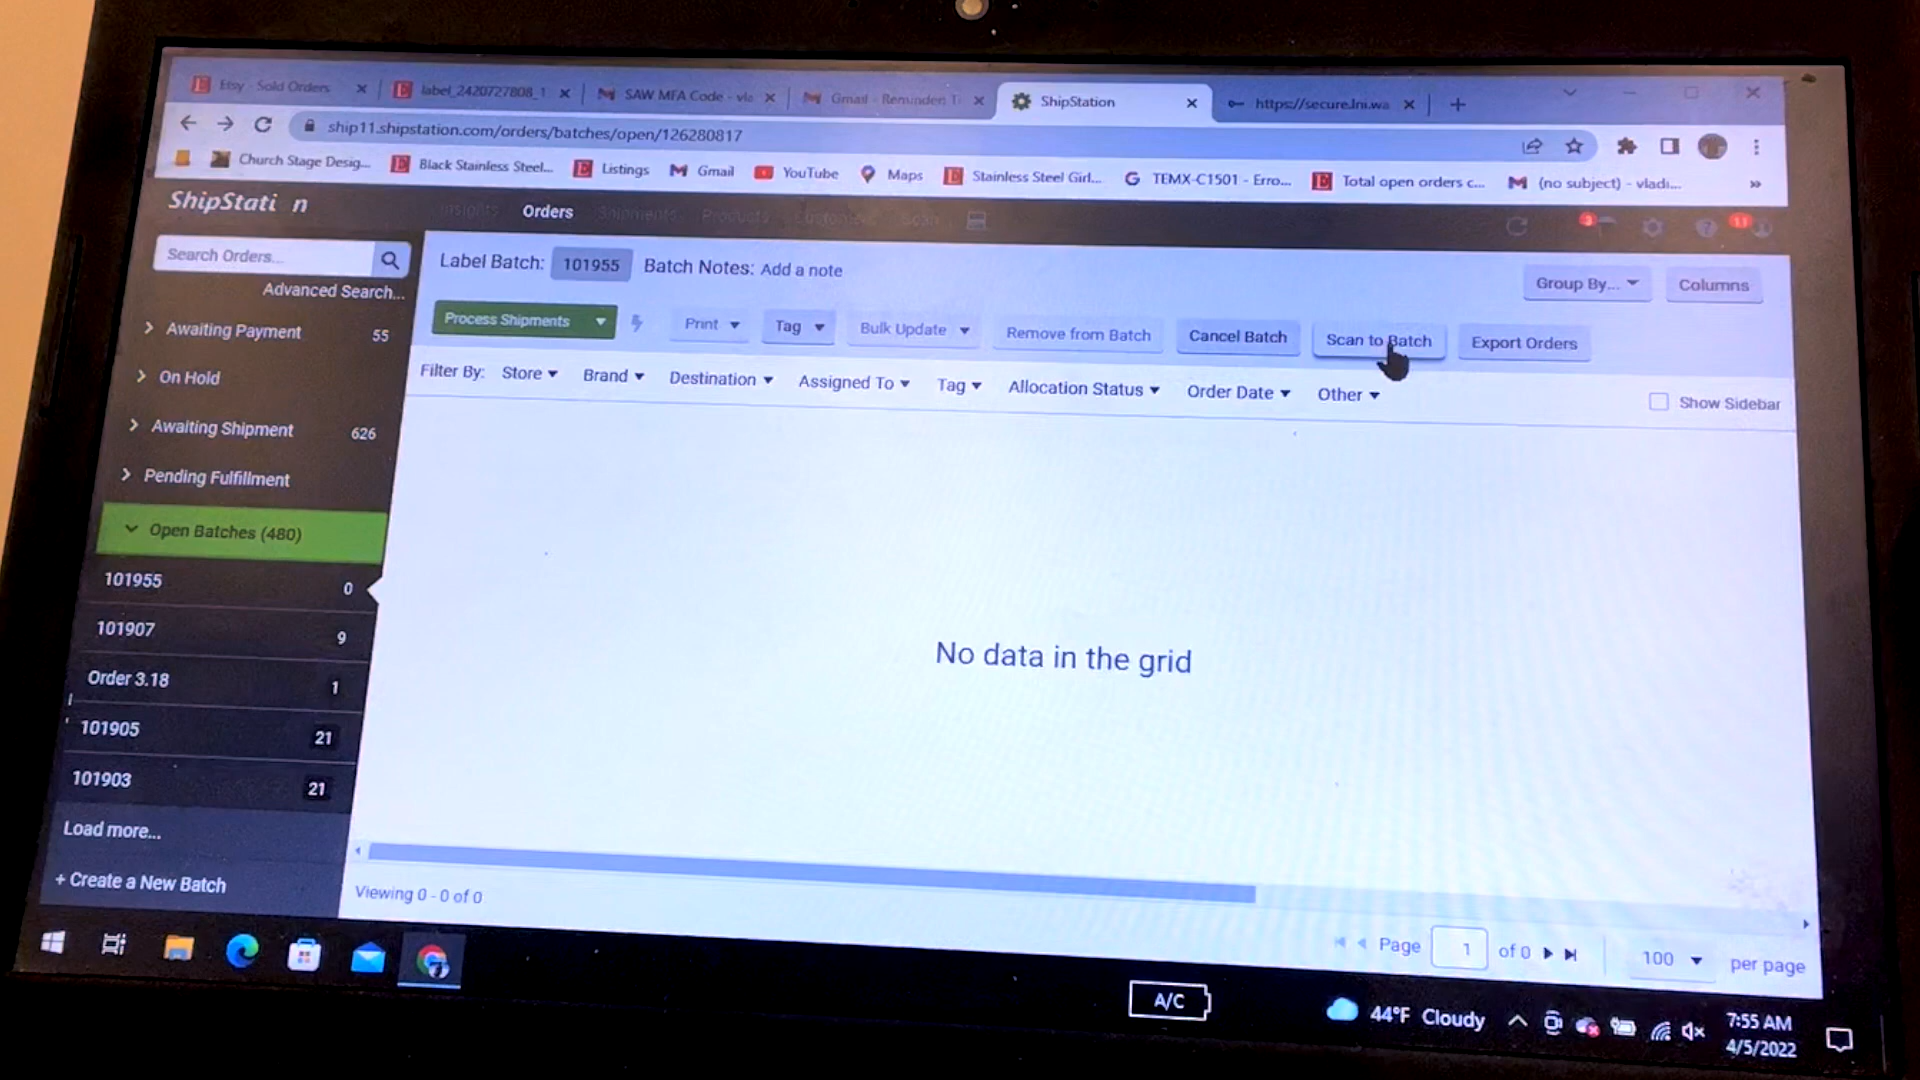 Etsy - Sold Orders
label_2420727808_1
SAW MFA Code - vla
Gmail - Reminder: T
ShipStation
https://secure.lni.wa
ship11.shipstation.com/orders/batches/open/126280817
Church Stage Desig...
Black Stainless Steel...
Listings
Gmail
YouTube
Maps
Stainless Steel Girl...
TEMX-C1501 - Erro...
Total open orders c...
(no subject) - vladi...
ShipStati n
Insights
Orders
Shipments
Products
Scan
3
11
Search Orders...
Advanced Search...
Label Batch: 101955 Batch Notes: Add a note
Group By...
Columns
Process Shipments
Print
Tag
Bulk Update
Remove from Batch
Cancel Batch
Scan to Batch
Export Orders
Filter By: Store Brand Destination Assigned To Tag Allocation Status Order Date Other
Show Sidebar
Awaiting Payment 55
On Hold
Awaiting Shipment 626
Pending Fulfillment
Open Batches (480)
101955 0
101907 9
Order 3.18 1
101905 21
101903 21
Load more...
+ Create a New Batch
No data in the grid
Viewing 0 - 0 of 0
Page 1 of 0
100 per page
A/C
44°F Cloudy
7:55 AM
4/5/2022